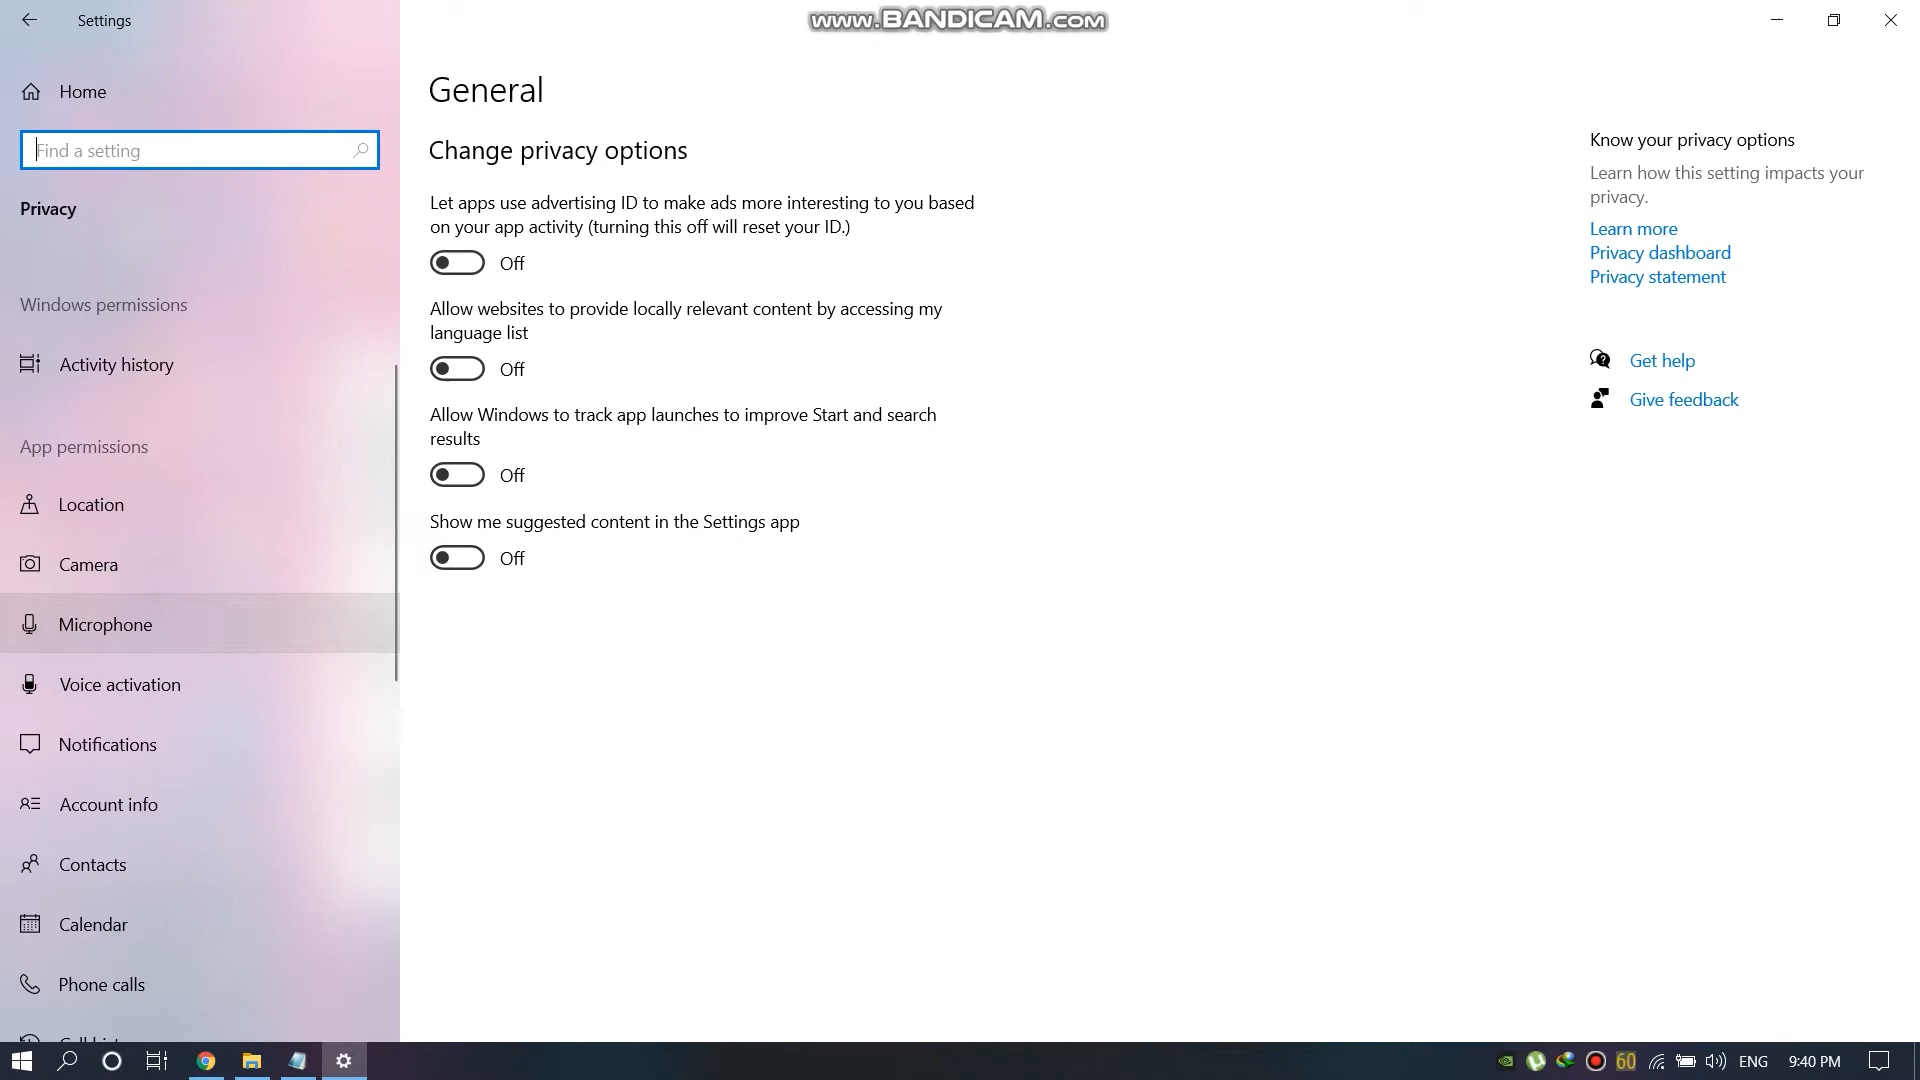 Settings
www.BANDICAM.com
Home
Find a setting
Privacy
Windows permissions
Activity history
App permissions
Location
Camera
Microphone
Voice activation
Notifications
Account info
Contacts
Calendar
Phone calls
General
Change privacy options
Let apps use advertising ID to make ads more interesting to you based
on your app activity (turning this off will reset your ID.)
Off
Allow websites to provide locally relevant content by accessing my
language list
Off
Allow Windows to track app launches to improve Start and search
results
Off
Show me suggested content in the Settings app
Off
Know your privacy options
Learn how this setting impacts your
privacy.
Learn more
Privacy dashboard
Privacy statement
Get help
Give feedback
60
ENG
9:40 PM